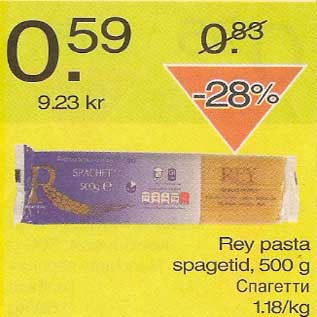 0.59
0.83
9.23 kr
-28%
SPAGHETTI
500g e
REY
Rey pasta
spagetid, 500 g
Спагетти
1.18/kg